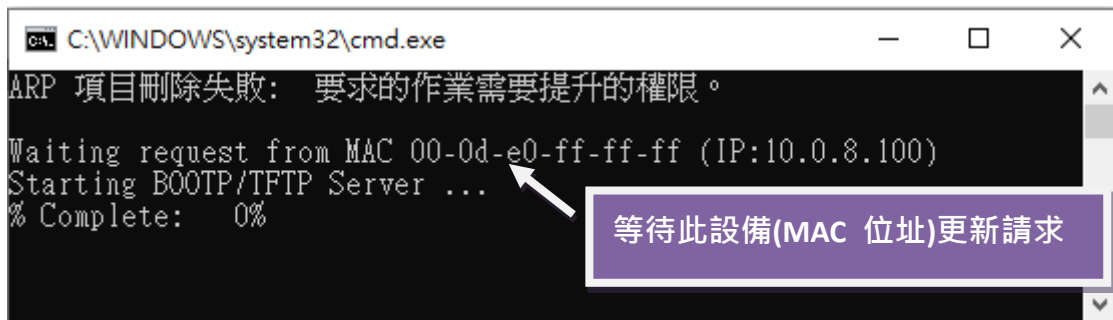 C:\WINDOWS\system32\cmd.exe
ARP 項目刪除失敗: 要求的作業需要提升的權限。
Waiting request from MAC 00-0d-e0-ff-ff-ff (IP:10.0.8.100)
Starting BOOTP/TFTP Server ...
% Complete: 0%
等待此設備(MAC 位址)更新請求